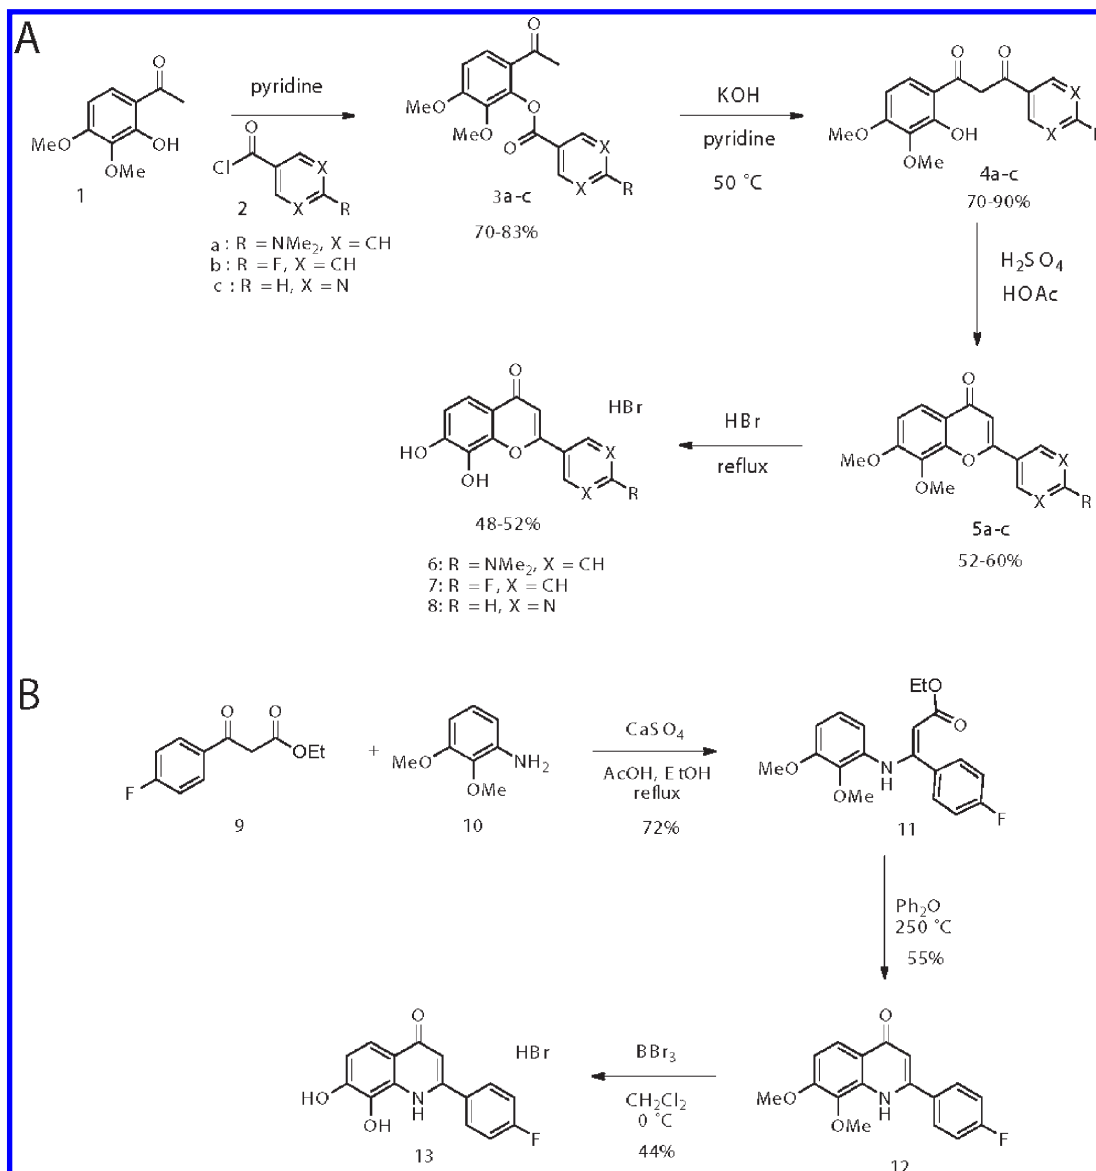 A
O
OH
MeO
OMe
1
pyridine
O
Cl
X
X
R
2
a : R = NMe₂, X = CH
b : R = F, X = CH
c : R = H, X = N
O
MeO
MeO
O
O
X
X
R
3a-c
70-83%
KOH
pyridine
50 ˚C
O
O
X
X
MeO
OMe
OH
4a-c
70-90%
H₂SO₄
HOAc
O
MeO
OMe
O
X
X
R
5a-c
52-60%
HBr
reflux
O
HBr
HO
OH
O
X
X
R
48-52%
6: R = NMe₂, X = CH
7: R = F, X = CH
8: R = H, X = N
B
O
O
OEt
F
9
+
MeO
OMe
NH₂
10
CaSO₄
AcOH, EtOH
reflux
72%
EtO
O
MeO
OMe
N
H
F
11
Ph₂O
250 ˚C
55%
O
MeO
OMe
NH
F
12
BBr₃
CH₂Cl₂
0 ˚C
44%
O
HBr
HO
OH
NH
F
13